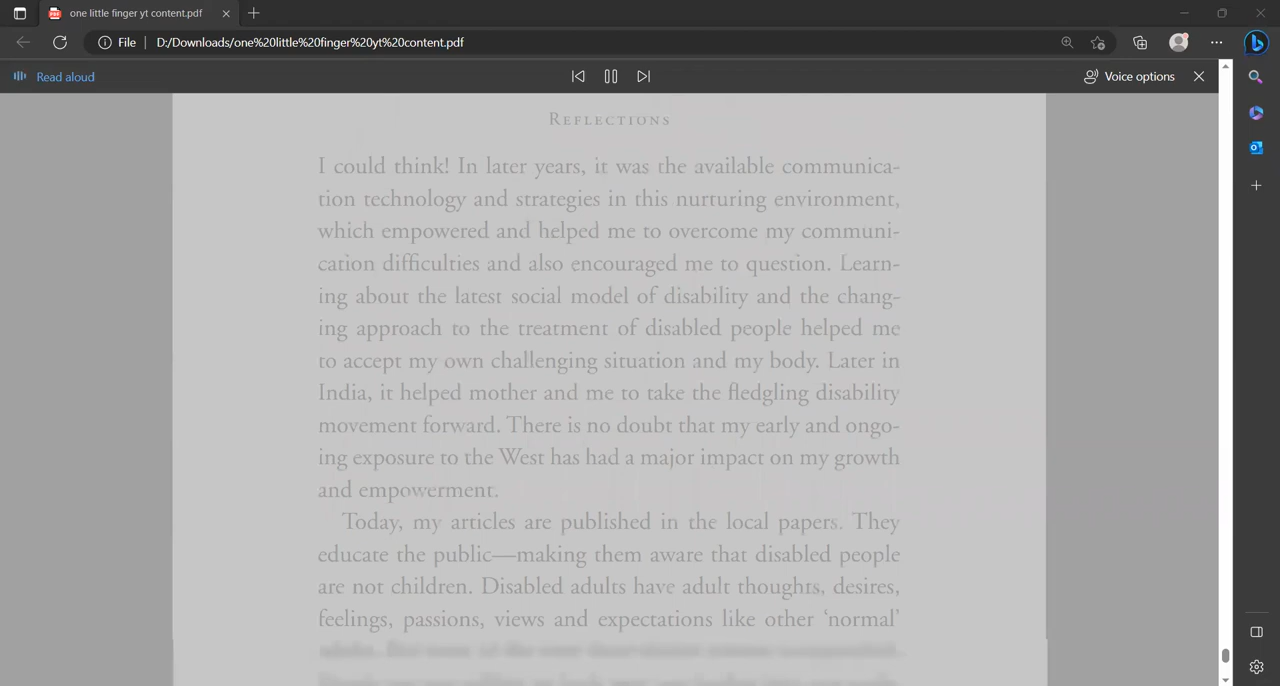 one little finger yt content.pdf
File D:/Downloads/one%20little%20finger%20yt%20content.pdf
Read aloud
Voice options
REFLECTIONS
I could think! In later years, it was the available communica-
tion technology and strategies in this nurturing environment,
which empowered and helped me to overcome my communi-
cation difficulties and also encouraged me to question. Learn-
ing about the latest social model of disability and the chang-
ing approach to the treatment of disabled people helped me
to accept my own challenging situation and my body. Later in
India, it helped mother and me to take the fledgling disability
movement forward. There is no doubt that my early and ongo-
ing exposure to the West has had a major impact on my growth
and empowerment.
Today, my articles are published in the local papers. They
educate the public—making them aware that disabled people
are not children. Disabled adults have adult thoughts, desires,
feelings, passions, views and expectations like other ‘normal’